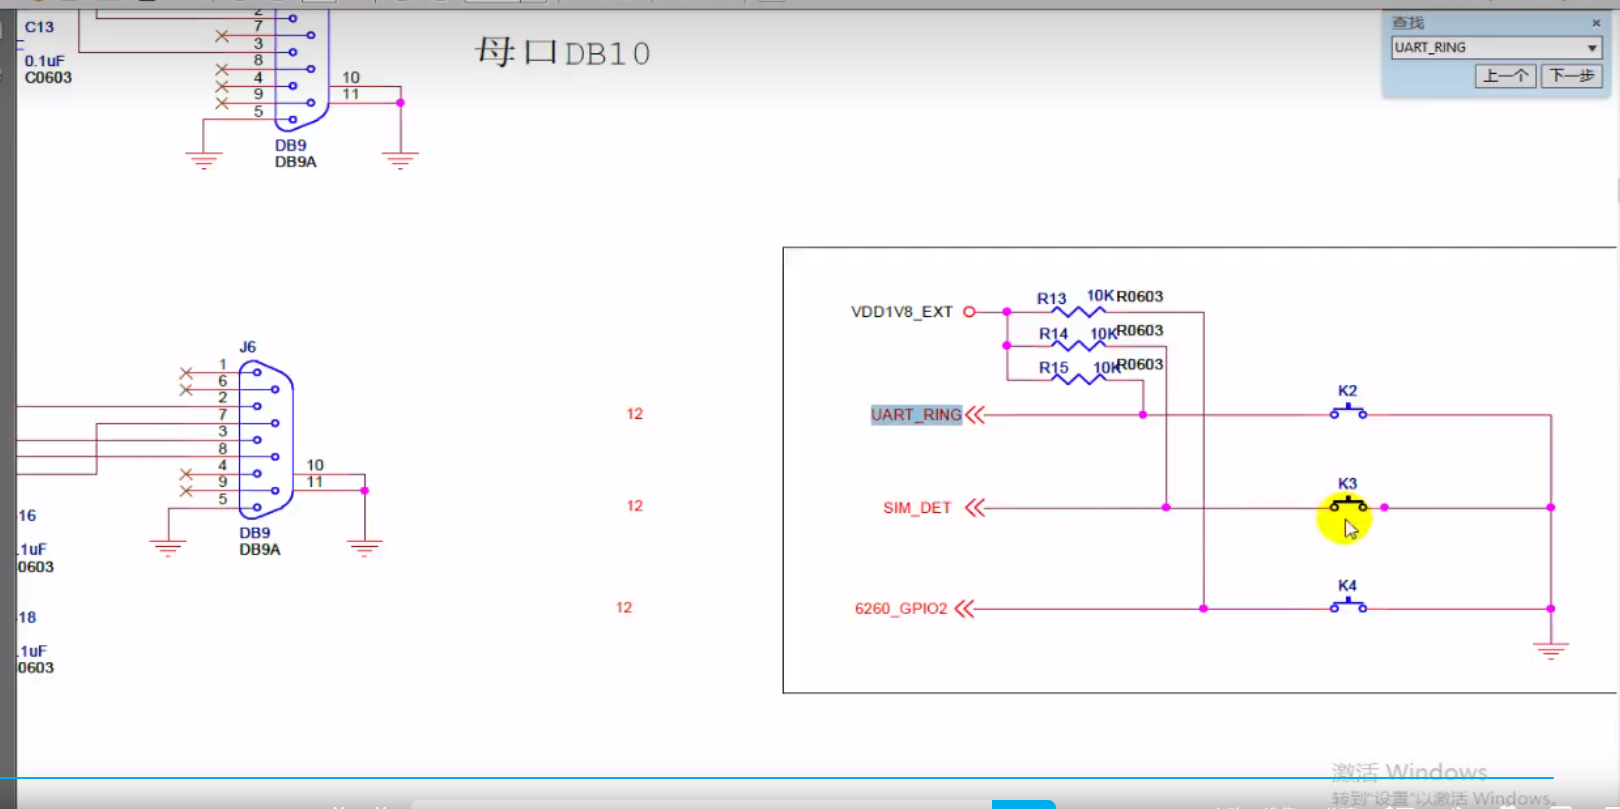 C13
0.1uF
C0603
2
7
3
8
4
9
5
10
11
DB9
DB9A
母口DB10
查找
UART_RING
上一个
下一步
J6
1
6
2
7
3
8
4
9
5
10
11
DB9
DB9A
16
.1uF
0603
18
.1uF
0603
12
12
12
VDD1V8_EXT
R13 10K R0603
R14 10K R0603
R15 10K R0603
UART_RING
K2
SIM_DET
K3
6260_GPIO2
K4
激活 Windows
转到"设置"以激活 Windows。